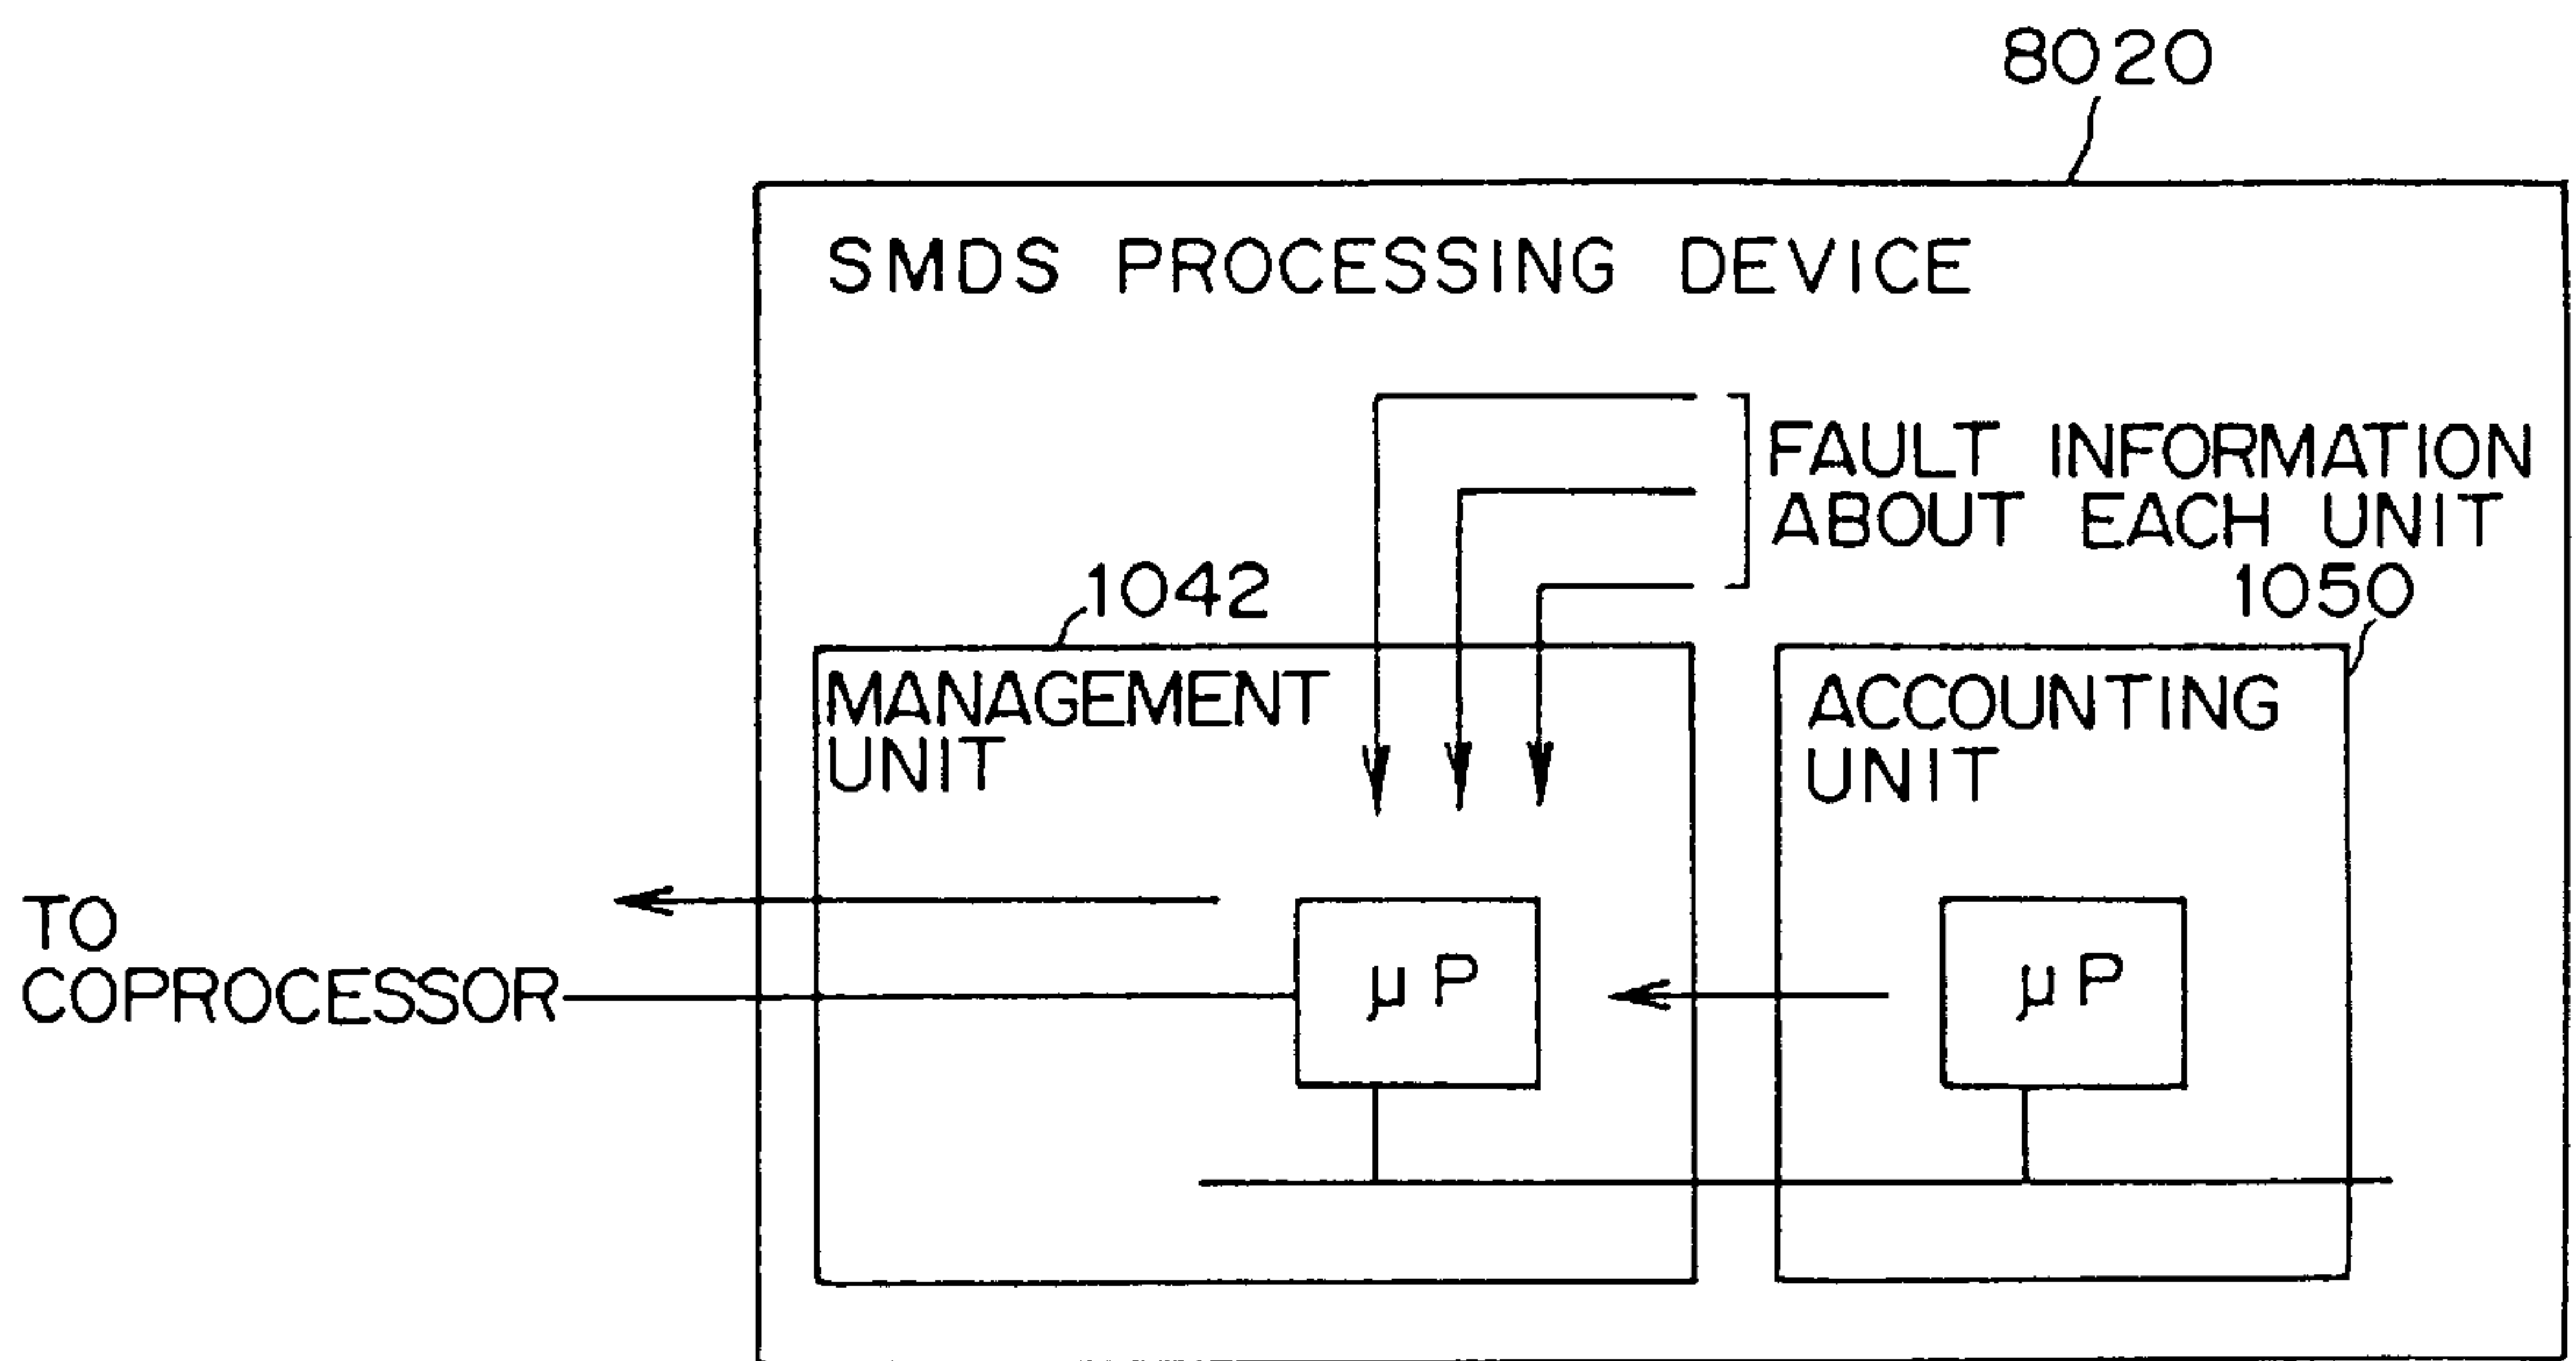 8020
SMDS PROCESSING DEVICE
FAULT INFORMATION
ABOUT EACH UNIT
1042
1050
MANAGEMENT
UNIT
ACCOUNTING
UNIT
TO
COPROCESSOR
μP
μP